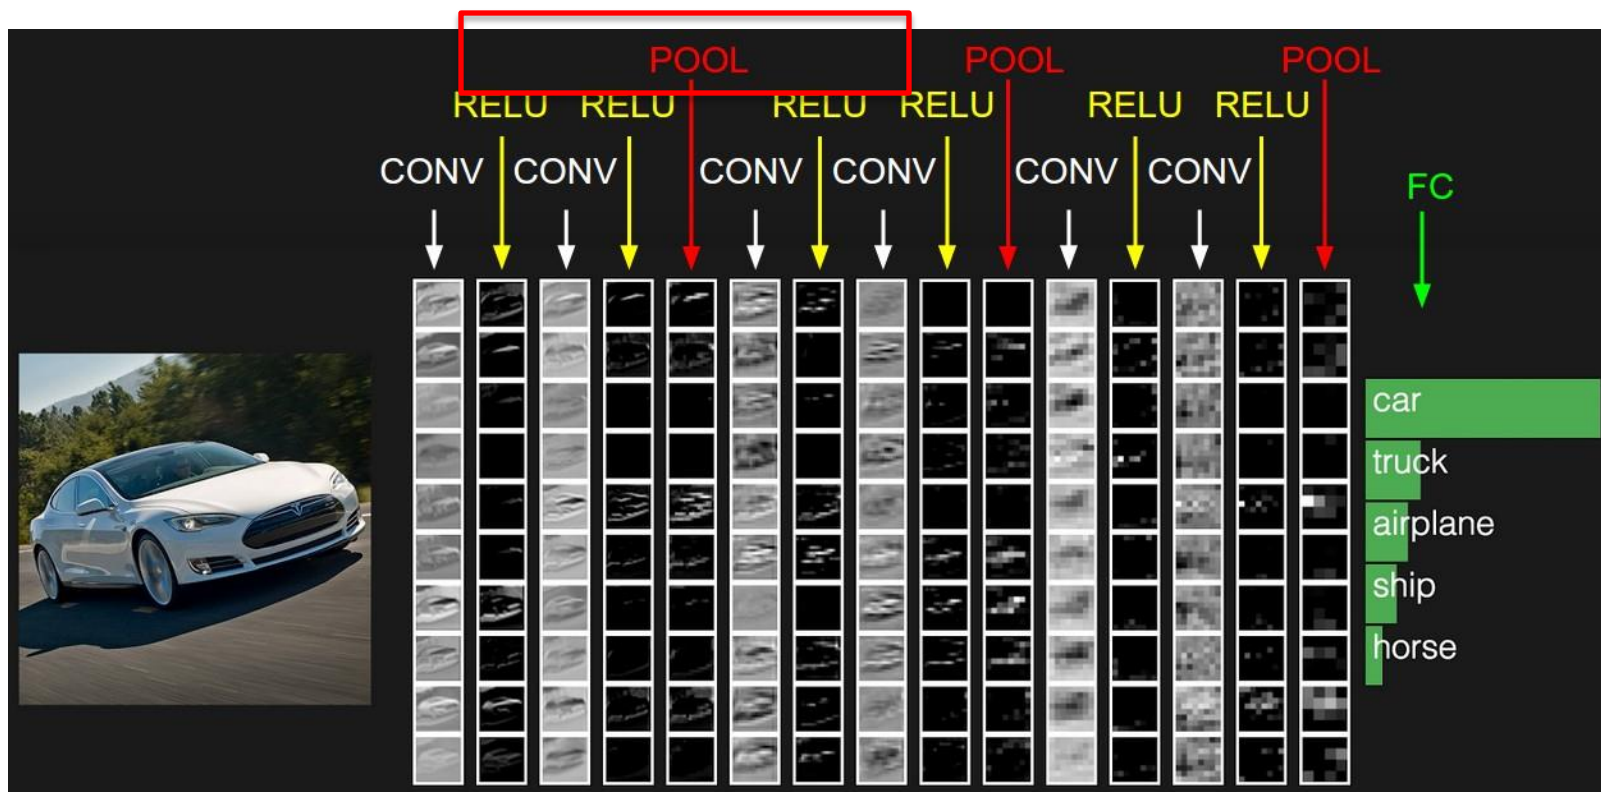 POOL POOL POOL
RELU RELU RELU RELU RELU RELU
CONV CONV CONV CONV CONV CONV
FC
car
truck
airplane
ship
horse